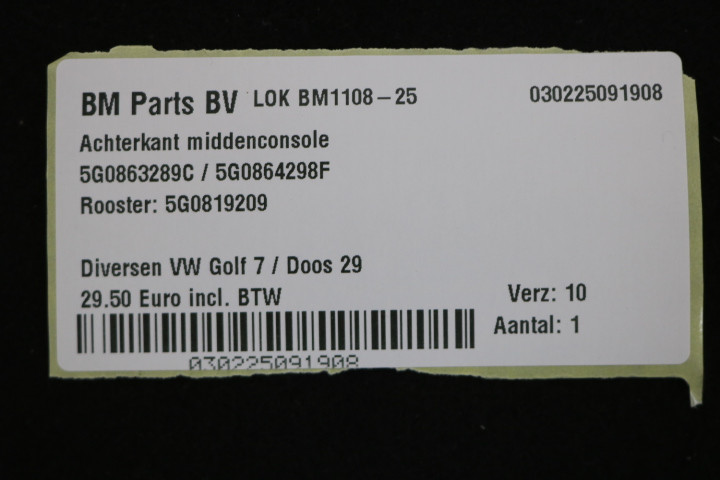 BM Parts BV LOK BM1108-25 030225091908
Achterkant middenconsole
5G0863289C / 5G0864298F
Rooster: 5G0819209
Diversen VW Golf 7 / Doos 29
29.50 Euro incl. BTW Verz: 10
Aantal: 1
030225091908